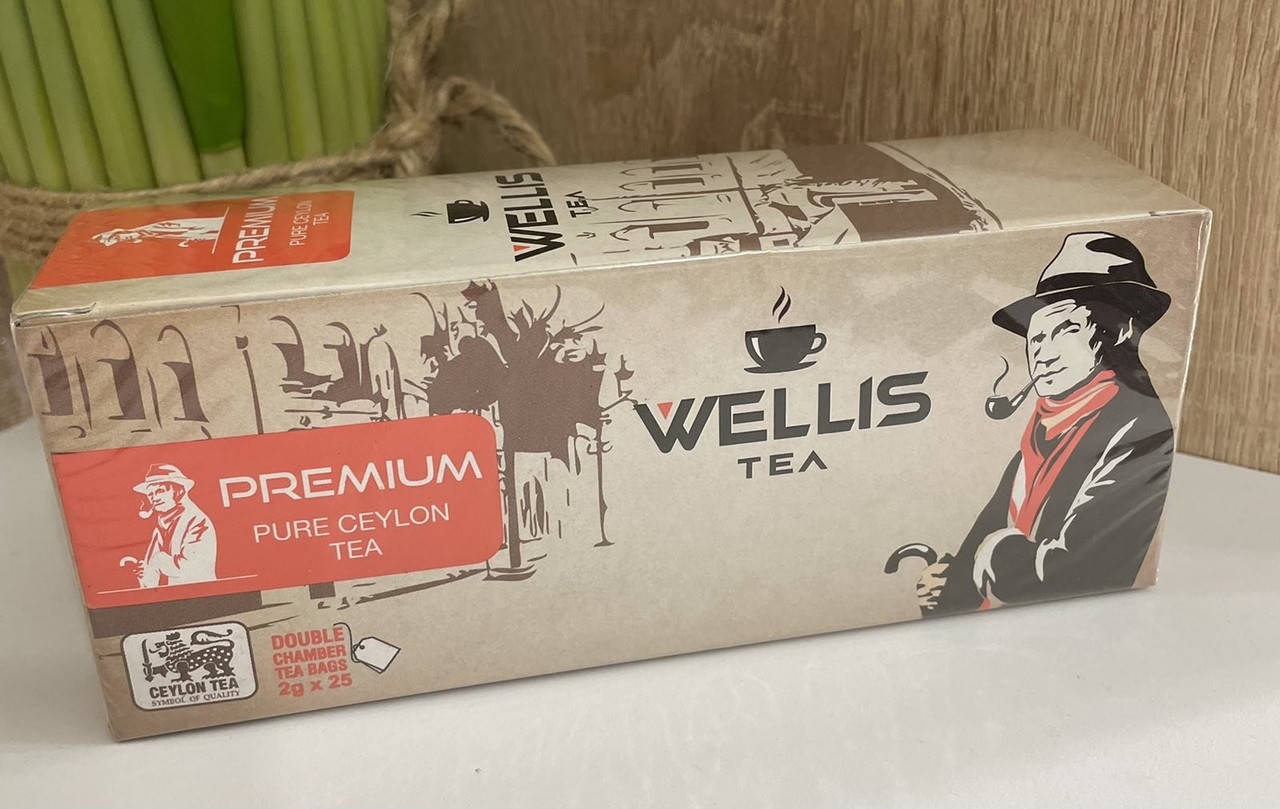 PREMIUM
PURE CEYLON
TEA
WELLIS
TEA
WELLIS
TEA
PREMIUM
PURE CEYLON
TEA
CEYLON TEA
SYMBOL OF QUALITY
DOUBLE
CHAMBER
TEA BAGS
2g x 25